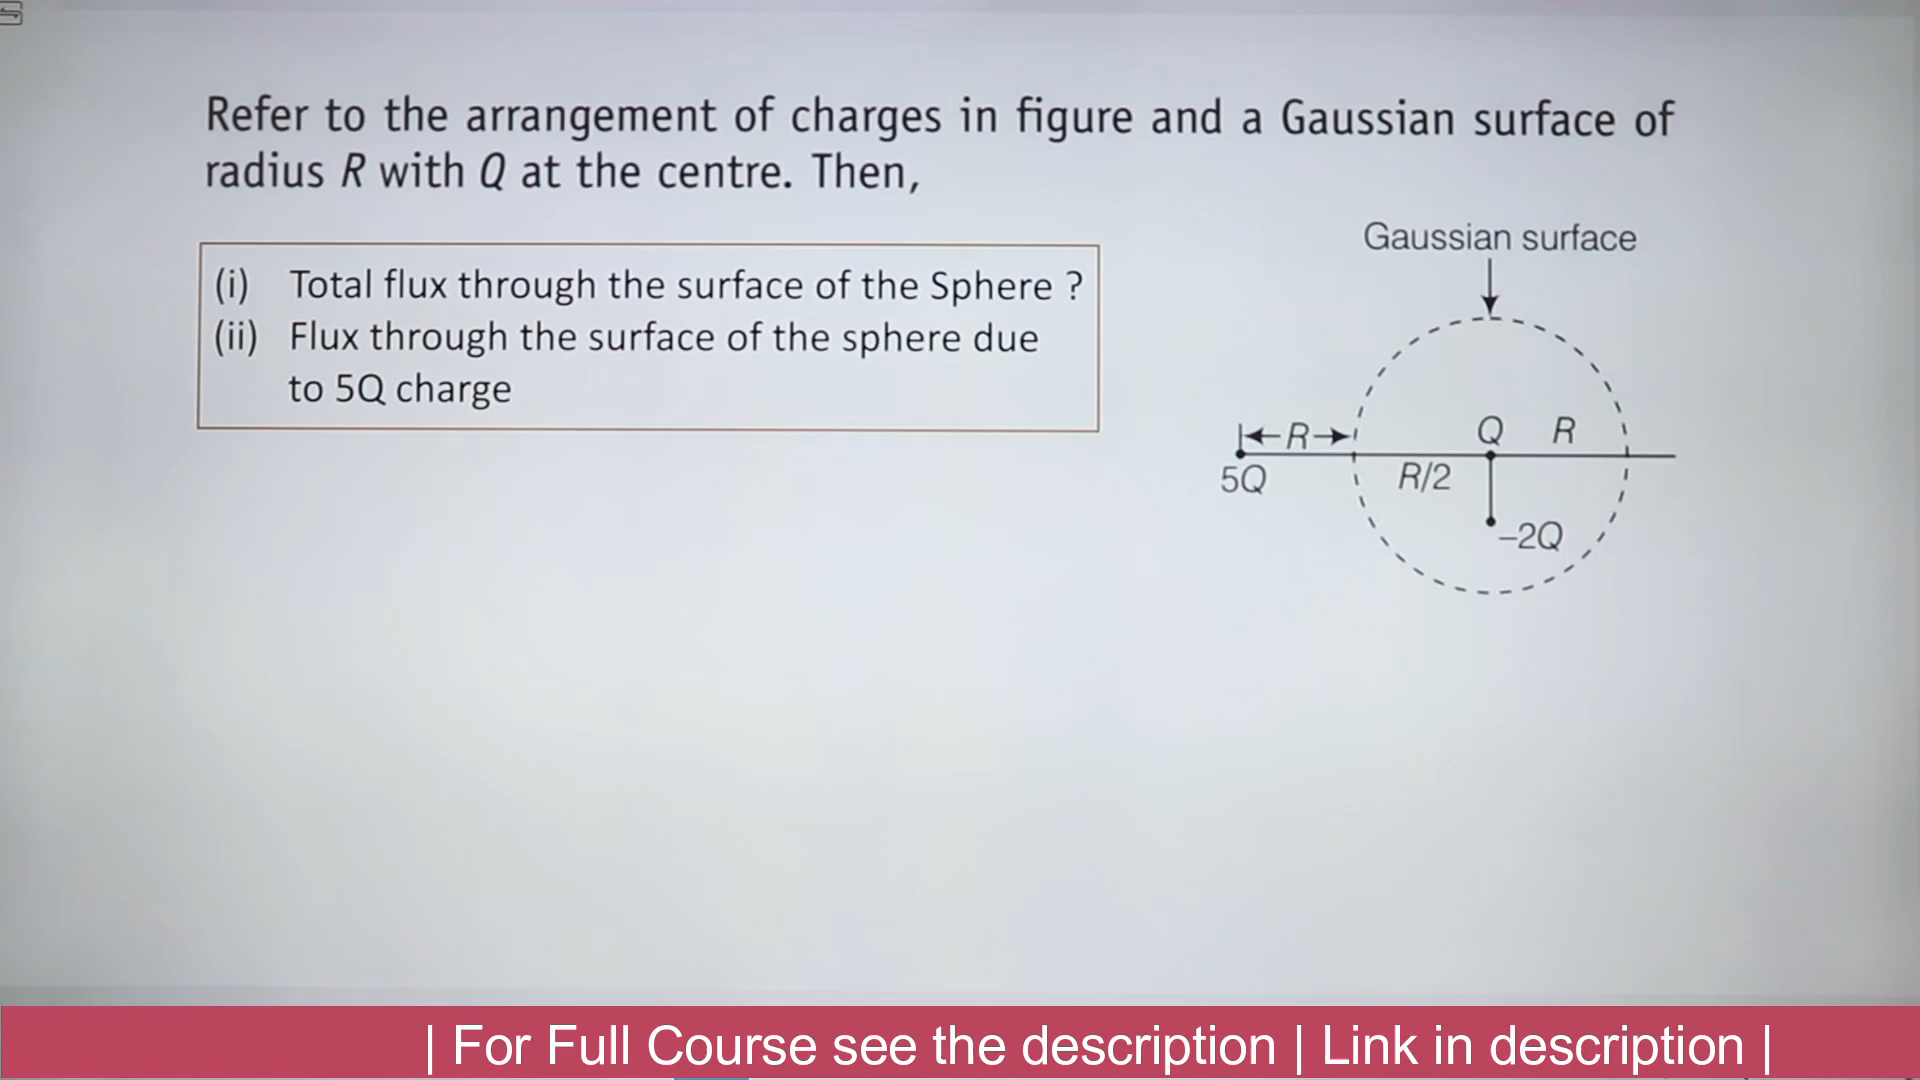 Refer to the arrangement of charges in figure and a Gaussian surface of
radius R with Q at the centre. Then,
(i) Total flux through the surface of the Sphere ?
(ii) Flux through the surface of the sphere due
to 5Q charge
Gaussian surface
R
Q R
5Q
R/2
–2Q
| For Full Course see the description | Link in description |